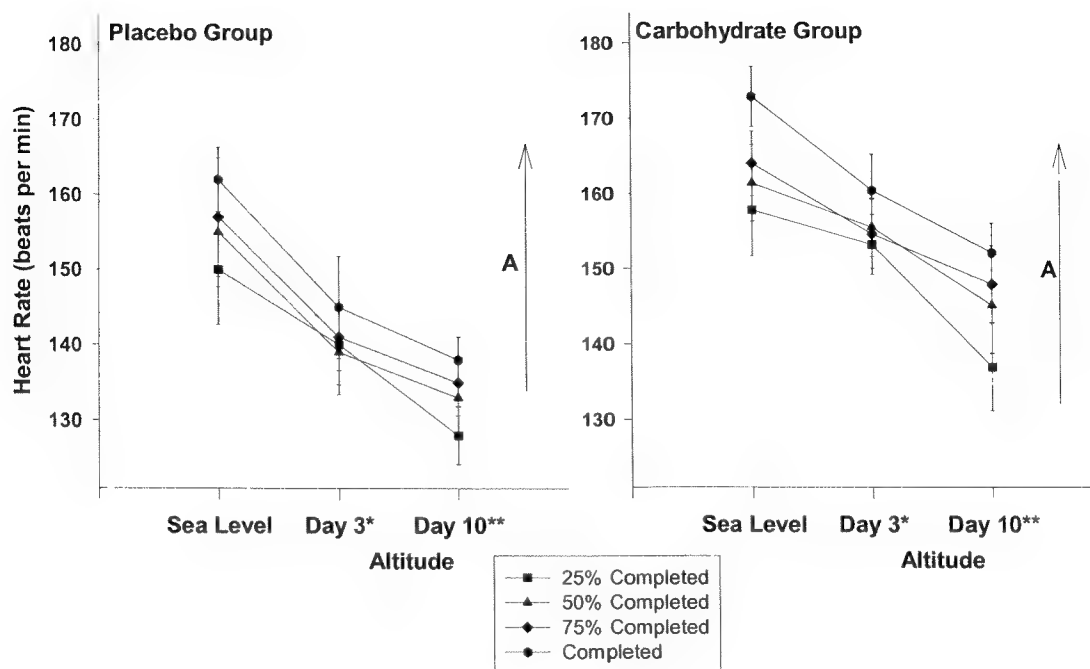 Placebo Group
Carbohydrate Group
Heart Rate (beats per min)
180
170
160
150
140
130
A
Sea Level Day 3* Day 10**
Altitude
180
170
160
150
140
130
A
Sea Level Day 3* Day 10**
Altitude
25% Completed
50% Completed
75% Completed
Completed